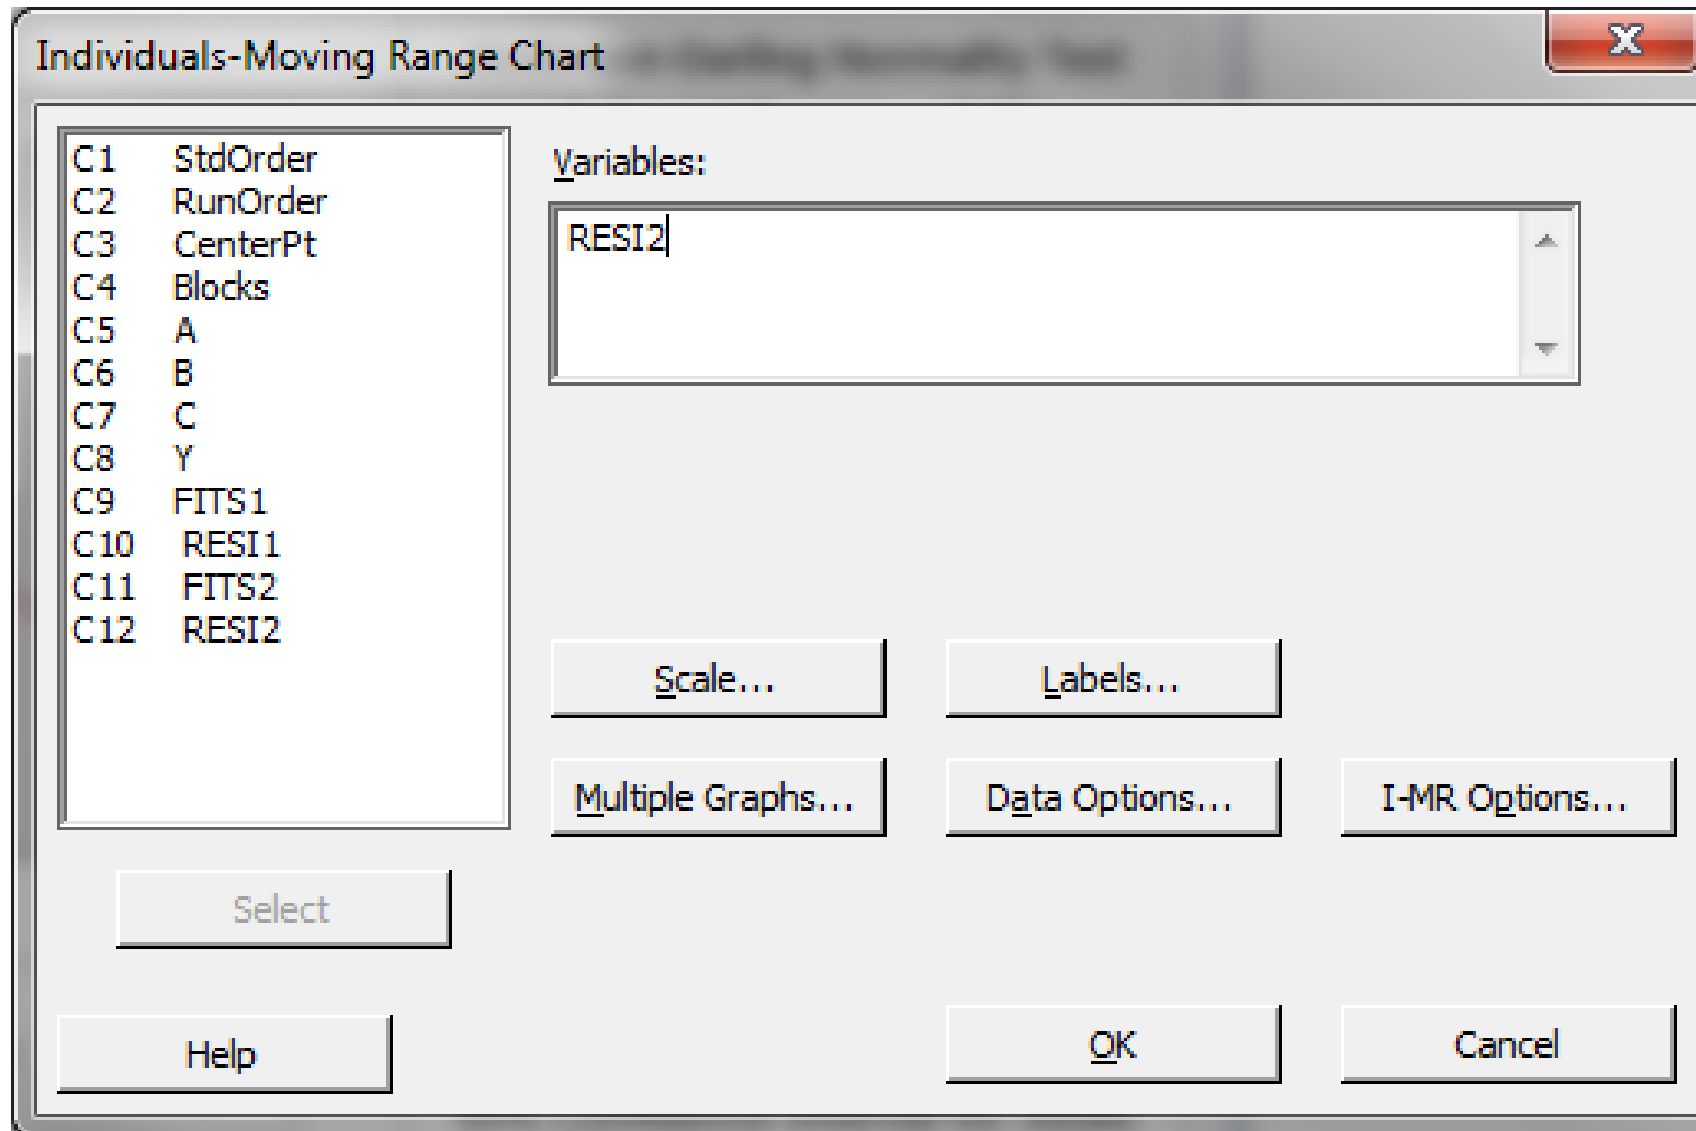 Individuals-Moving Range Chart
C1 StdOrder
C2 RunOrder
C3 CenterPt
C4 Blocks
C5 A
C6 B
C7 C
C8 Y
C9 FITS1
C10 RESI1
C11 FITS2
C12 RESI2
Variables:
RESI2
Scale... Labels...
Multiple Graphs... Data Options... I-MR Options...
Select
Help OK Cancel